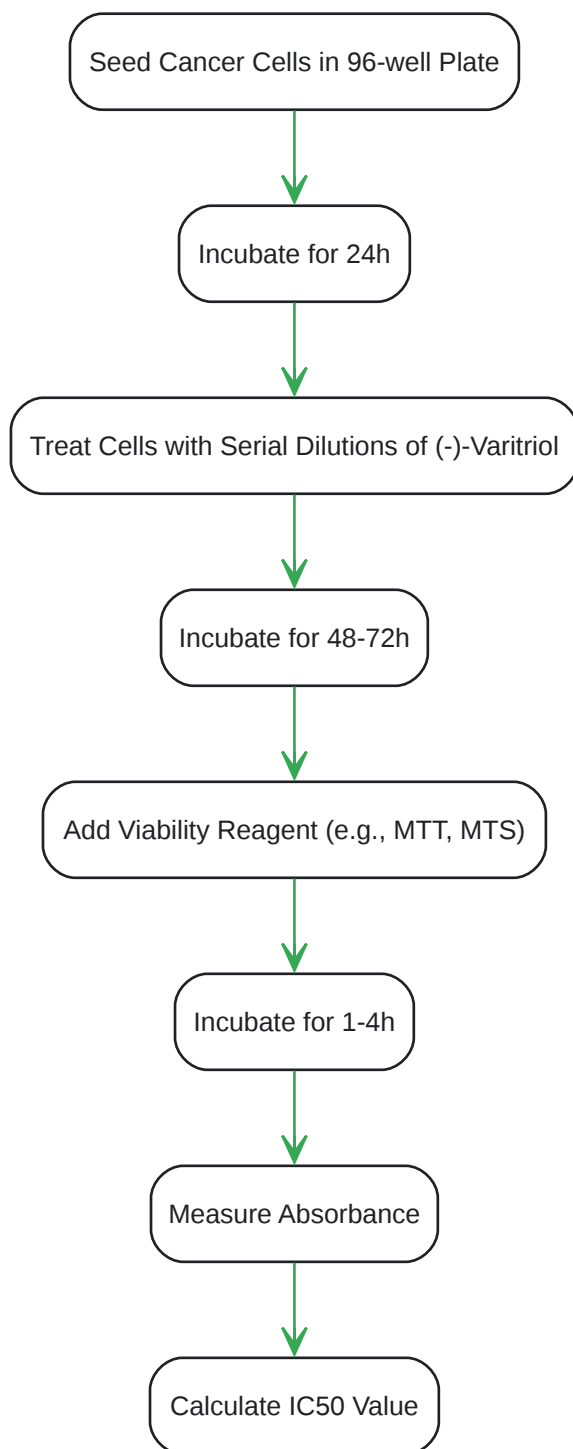 Seed Cancer Cells in 96-well Plate
Incubate for 24h
Treat Cells with Serial Dilutions of (-)-Varitriol
Incubate for 48-72h
Add Viability Reagent (e.g., MTT, MTS)
Incubate for 1-4h
Measure Absorbance
Calculate IC50 Value